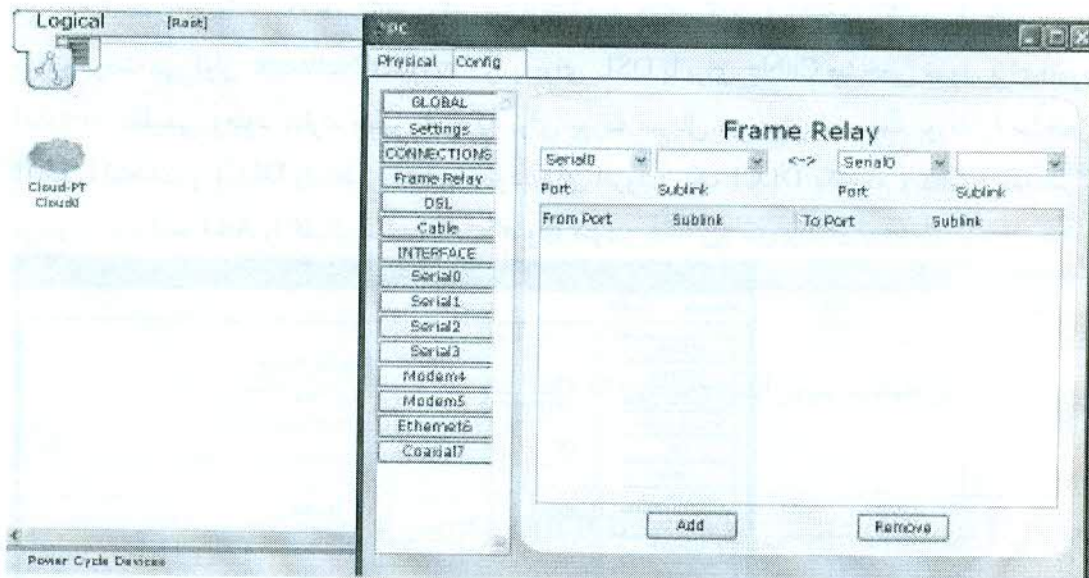 Logical [Root]
PC
Physical Config
GLOBAL
Settings
CONNECTIONS
Frame Relay
DSL
Cable
INTERFACE
Serial0
Serial1
Serial2
Serial3
Modem4
Modem5
Ethernet6
Coaxial7
Frame Relay
Serial0 <-> Serial0
Port Sublink Port Sublink
From Port Sublink To Port Sublink
Add Remove
Cloud-PT
Cloud0
Power Cycle Devices